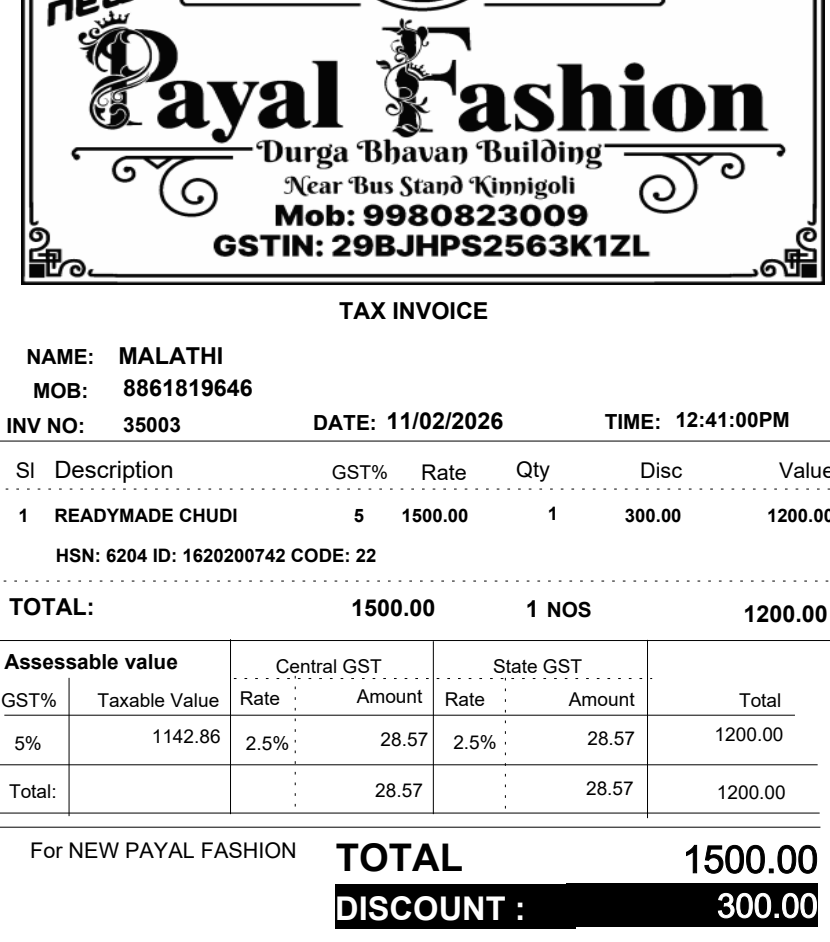 new
Payal Fashion
Durga Bhavan Building
Near Bus Stand Kinnigoli
Mob: 9980823009
GSTIN: 29BJHPS2563K1ZL
TAX INVOICE
NAME: MALATHI
MOB: 8861819646
INV NO: 35003 DATE: 11/02/2026 TIME: 12:41:00PM
Sl Description GST% Rate Qty Disc Value
1 READYMADE CHUDI 5 1500.00 1 300.00 1200.00
HSN: 6204 ID: 1620200742 CODE: 22
TOTAL: 1500.00 1 NOS 1200.00
Assessable value Central GST State GST
GST% Taxable Value Rate Amount Rate Amount Total
5% 1142.86 2.5% 28.57 2.5% 28.57 1200.00
Total: 28.57 28.57 1200.00
For NEW PAYAL FASHION TOTAL 1500.00
DISCOUNT : 300.00